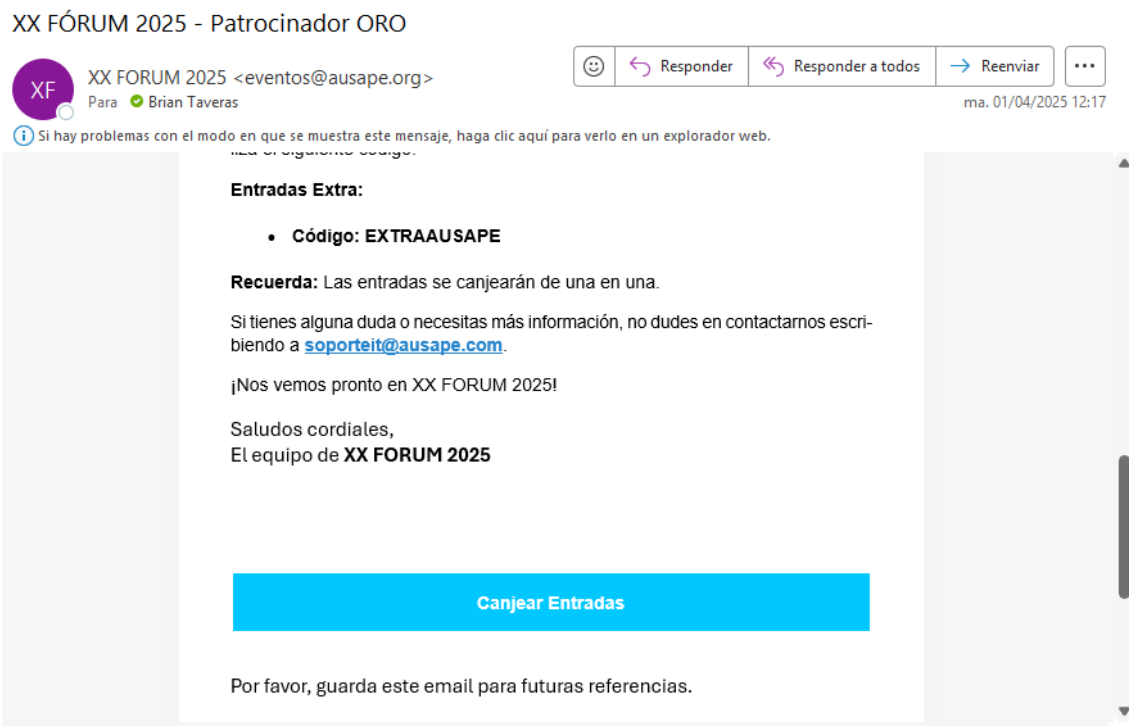 XX FÓRUM 2025 - Patrocinador ORO
XF
XX FORUM 2025 <eventos@ausape.org>
Para Brian Taveras
Responder
Responder a todos
Reenviar
ma. 01/04/2025 12:17
Si hay problemas con el modo en que se muestra este mensaje, haga clic aquí para verlo en un explorador web.
Entradas Extra:
• Código: EXTRAAUSAPE
Recuerda: Las entradas se canjearán de una en una.
Si tienes alguna duda o necesitas más información, no dudes en contactarnos escri-
biendo a soporteit@ausape.com.
¡Nos vemos pronto en XX FORUM 2025!
Saludos cordiales,
El equipo de XX FORUM 2025
Canjear Entradas
Por favor, guarda este email para futuras referencias.